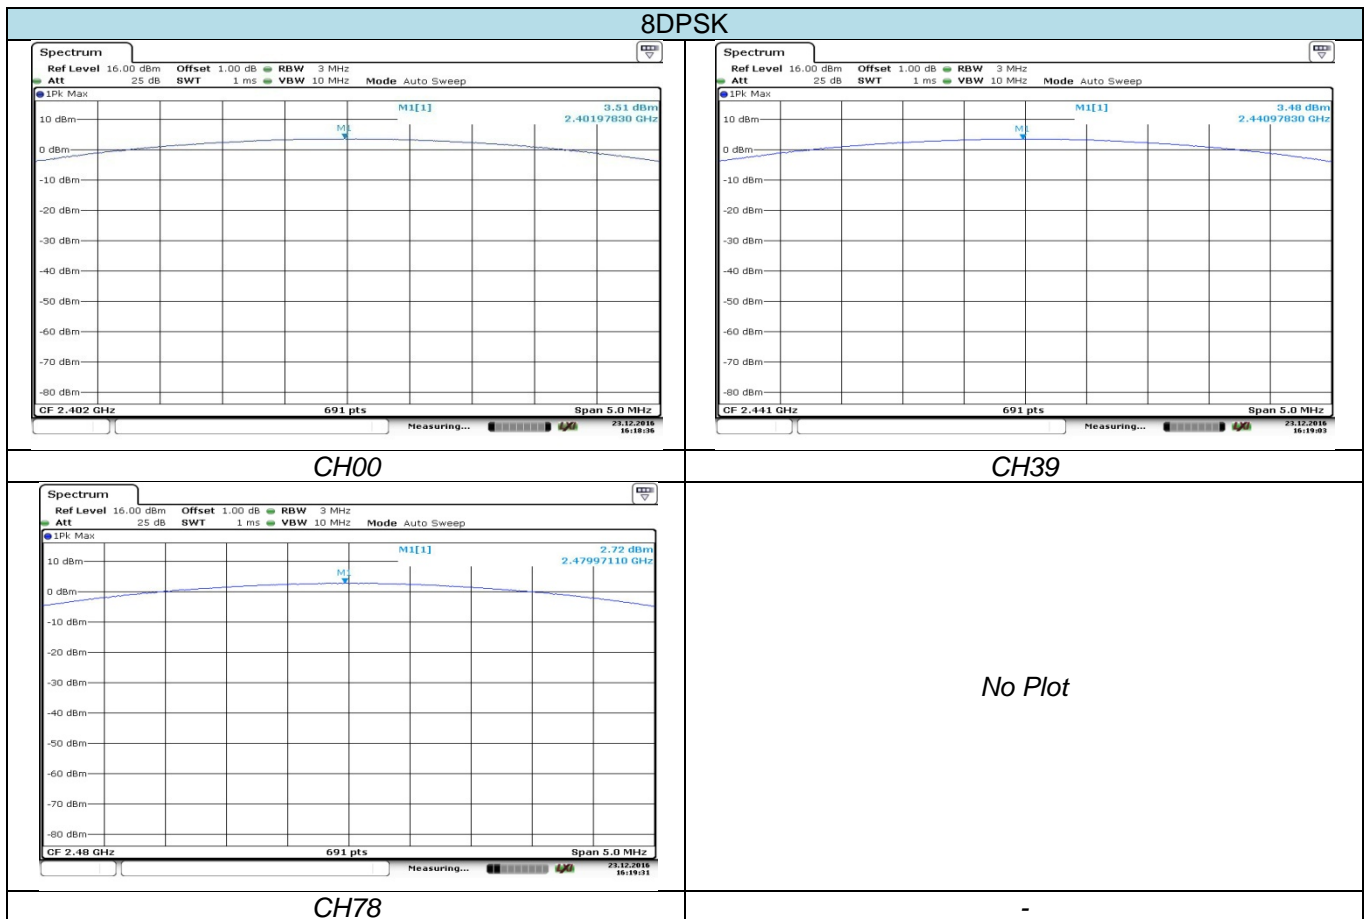 8DPSK
Spectrum
Ref Level 16.00 dBm Offset 1.00 dB RBW 3 MHz
Att 25 dB SWT 1 ms VBW 10 MHz Mode Auto Sweep
1Pk Max
M1[1] 3.51 dBm
2.40197830 GHz
10 dBm
M1
0 dBm
-10 dBm
-20 dBm
-30 dBm
-40 dBm
-50 dBm
-60 dBm
-70 dBm
-80 dBm
CF 2.402 GHz 691 pts Span 5.0 MHz
Measuring... 23.12.2016
16:18:36
CH00
Spectrum
Ref Level 16.00 dBm Offset 1.00 dB RBW 3 MHz
Att 25 dB SWT 1 ms VBW 10 MHz Mode Auto Sweep
1Pk Max
M1[1] 3.48 dBm
2.44097830 GHz
10 dBm
M1
0 dBm
-10 dBm
-20 dBm
-30 dBm
-40 dBm
-50 dBm
-60 dBm
-70 dBm
-80 dBm
CF 2.441 GHz 691 pts Span 5.0 MHz
Measuring... 23.12.2016
16:19:03
CH39
Spectrum
Ref Level 16.00 dBm Offset 1.00 dB RBW 3 MHz
Att 25 dB SWT 1 ms VBW 10 MHz Mode Auto Sweep
1Pk Max
M1[1] 2.72 dBm
2.47997110 GHz
10 dBm
M1
0 dBm
-10 dBm
-20 dBm
-30 dBm
-40 dBm
-50 dBm
-60 dBm
-70 dBm
-80 dBm
CF 2.48 GHz 691 pts Span 5.0 MHz
Measuring... 23.12.2016
16:19:31
CH78
No Plot
-